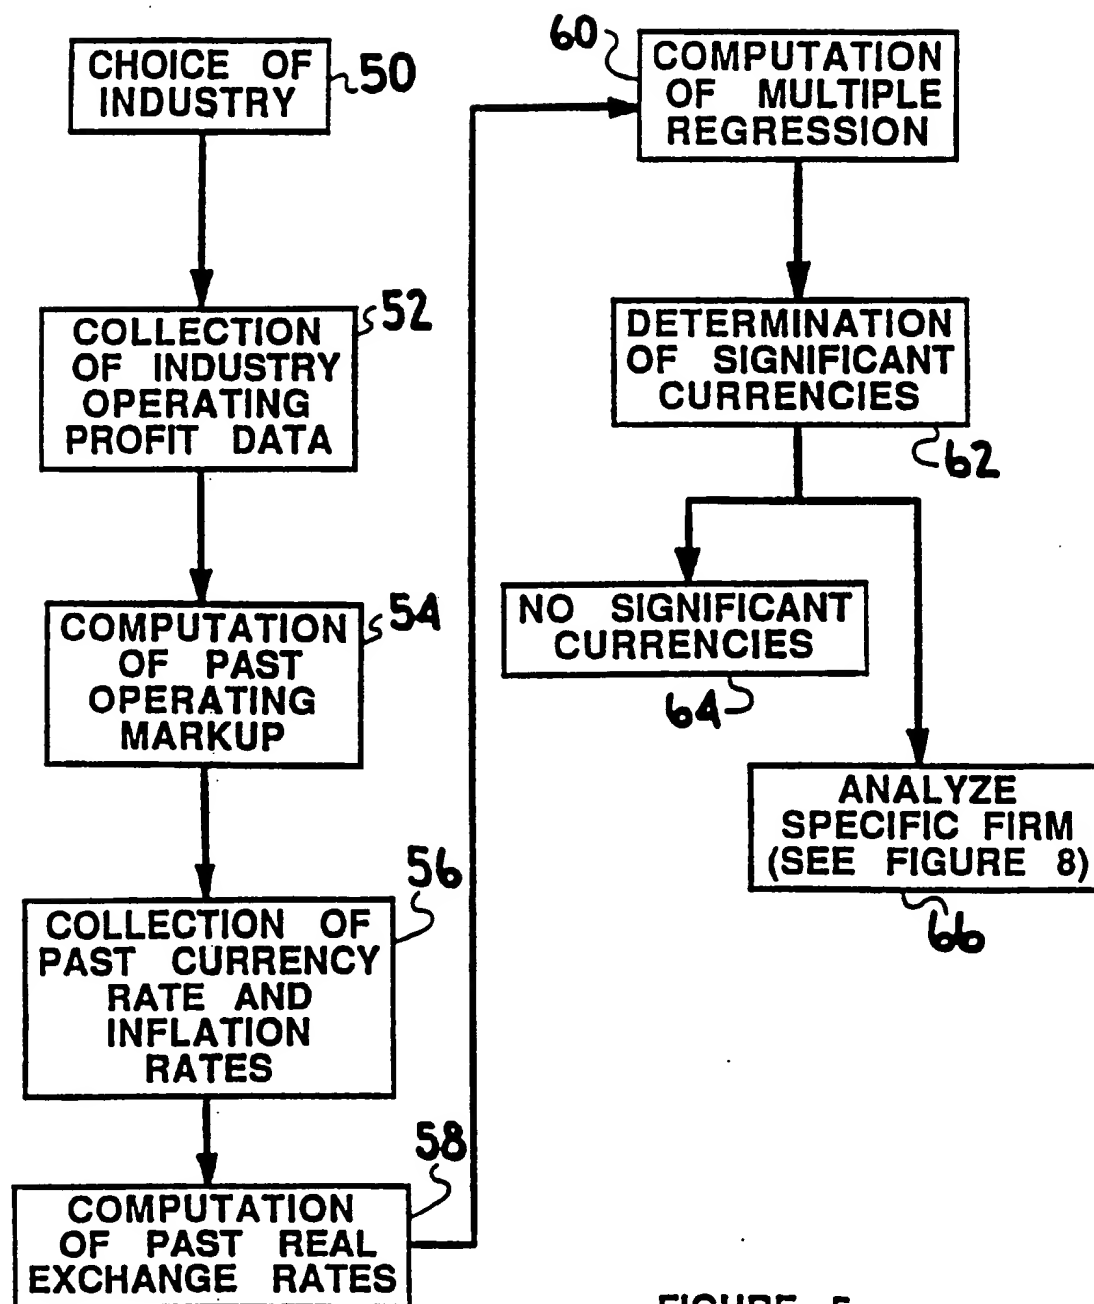 CHOICE OF
INDUSTRY
50
COLLECTION
OF INDUSTRY
OPERATING
PROFIT DATA
52
COMPUTATION
OF PAST
OPERATING
MARKUP
54
COLLECTION OF
PAST CURRENCY
RATE AND
INFLATION
RATES
56
COMPUTATION
OF PAST REAL
EXCHANGE RATES
58
60
COMPUTATION
OF MULTIPLE
REGRESSION
DETERMINATION
OF SIGNIFICANT
CURRENCIES
62
NO SIGNIFICANT
CURRENCIES
64
ANALYZE
SPECIFIC FIRM
(SEE FIGURE 8)
66
FIGURE 5